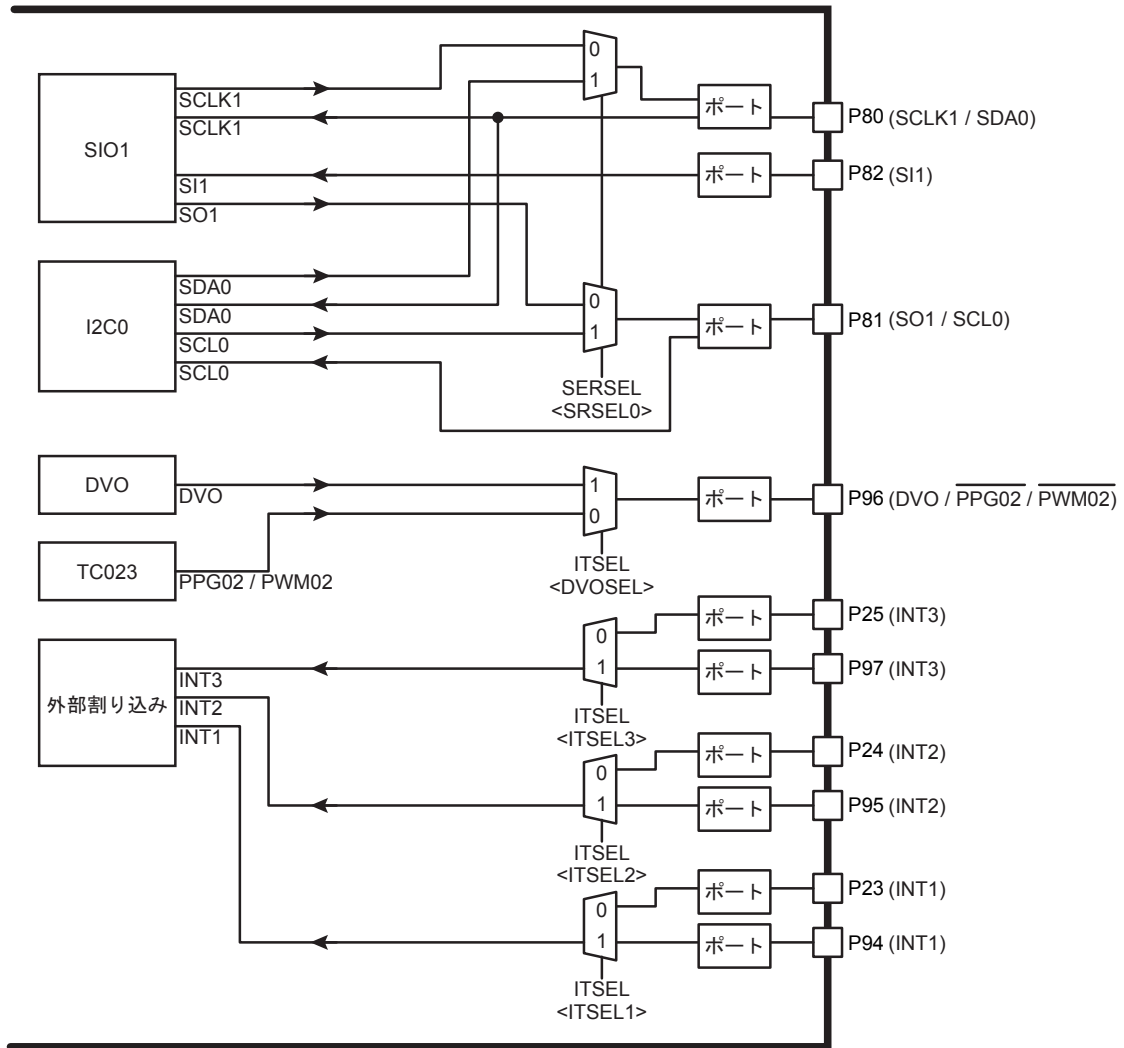 SIO1
SCLK1
SCLK1
SI1
SO1
0
1
ポート
P80 (SCLK1 / SDA0)
ポート
P82 (SI1)
I2C0
SDA0
SDA0
SCL0
SCL0
0
1
ポート
P81 (SO1 / SCL0)
SERSEL
<SRSEL0>
DVO
DVO
TC023
PPG02 / PWM02
1
0
ポート
P96 (DVO / PPG02 / PWM02)
ITSEL
<DVOSEL>
外部割り込み
INT3
INT2
INT1
0
1
ポート
P25 (INT3)
ポート
P97 (INT3)
ITSEL
<ITSEL3>
0
1
ポート
P24 (INT2)
ポート
P95 (INT2)
ITSEL
<ITSEL2>
0
1
ポート
P23 (INT1)
ポート
P94 (INT1)
ITSEL
<ITSEL1>